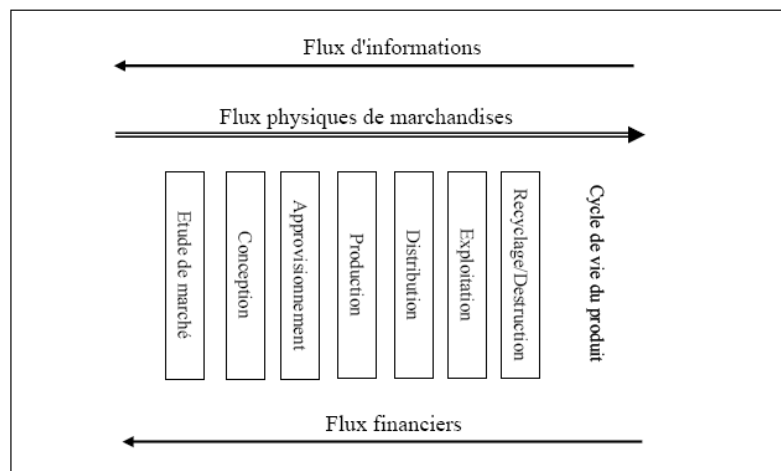 Flux d'informations
Flux physiques de marchandises
Etude de marché
Conception
Approvisionnement
Production
Distribution
Exploitation
Recyclage/Destruction
Cycle de vie du produit
Flux financiers